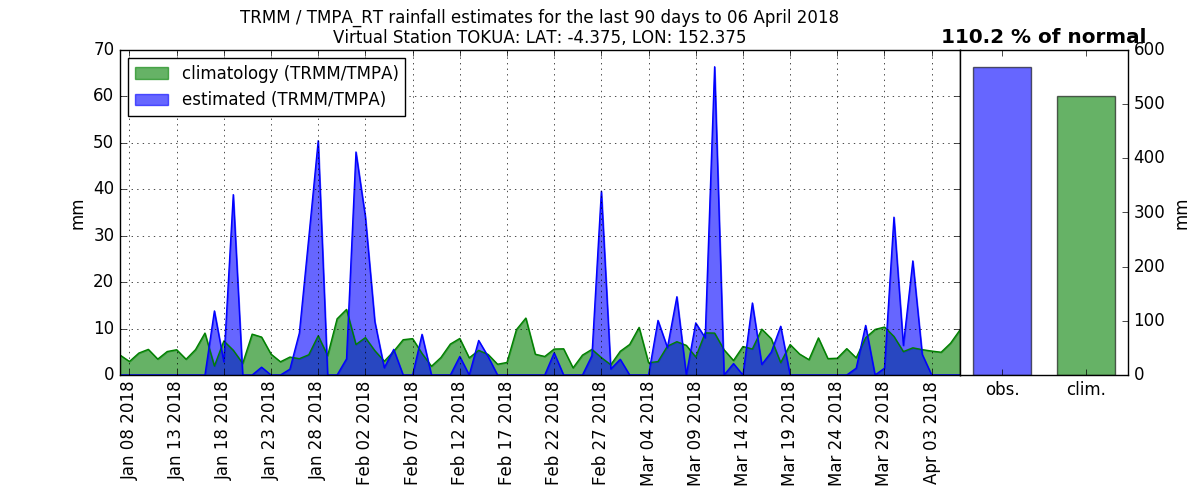 TRMM / TMPA_RT rainfall estimates for the last 90 days to 06 April 2018
Virtual Station TOKUA: LAT: -4.375, LON: 152.375
110.2 % of normal
climatology (TRMM/TMPA)
estimated (TRMM/TMPA)
70
60
50
40
30
20
10
0
mm
600
500
400
300
200
100
0
mm
Jan 08 2018
Jan 13 2018
Jan 18 2018
Jan 23 2018
Jan 28 2018
Feb 02 2018
Feb 07 2018
Feb 12 2018
Feb 17 2018
Feb 22 2018
Feb 27 2018
Mar 04 2018
Mar 09 2018
Mar 14 2018
Mar 19 2018
Mar 24 2018
Mar 29 2018
Apr 03 2018
obs.
clim.